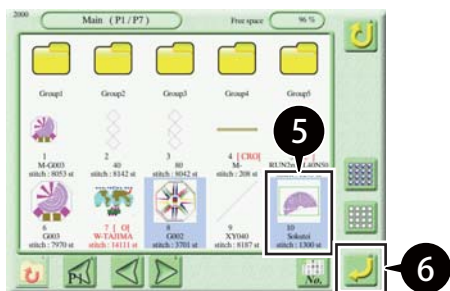 2000
Main ( P1 / P7 )
Free space
96 %
Group1
Group2
Group3
Group4
Group5
5
1
M-G003
stitch : 8053 st
2
40
stitch : 8142 st
3
80
stitch : 8042 st
4 [ CRO[
M-
stitch : 208 st
6
G003
stitch : 7970 st
7 [ O[
W-TAJIMA
stitch : 14111 st
8
G002
stitch : 3701 st
9
XY040
stitch : 8187 st
10
Sokutei
stitch : 1300 st
P1
No.
6